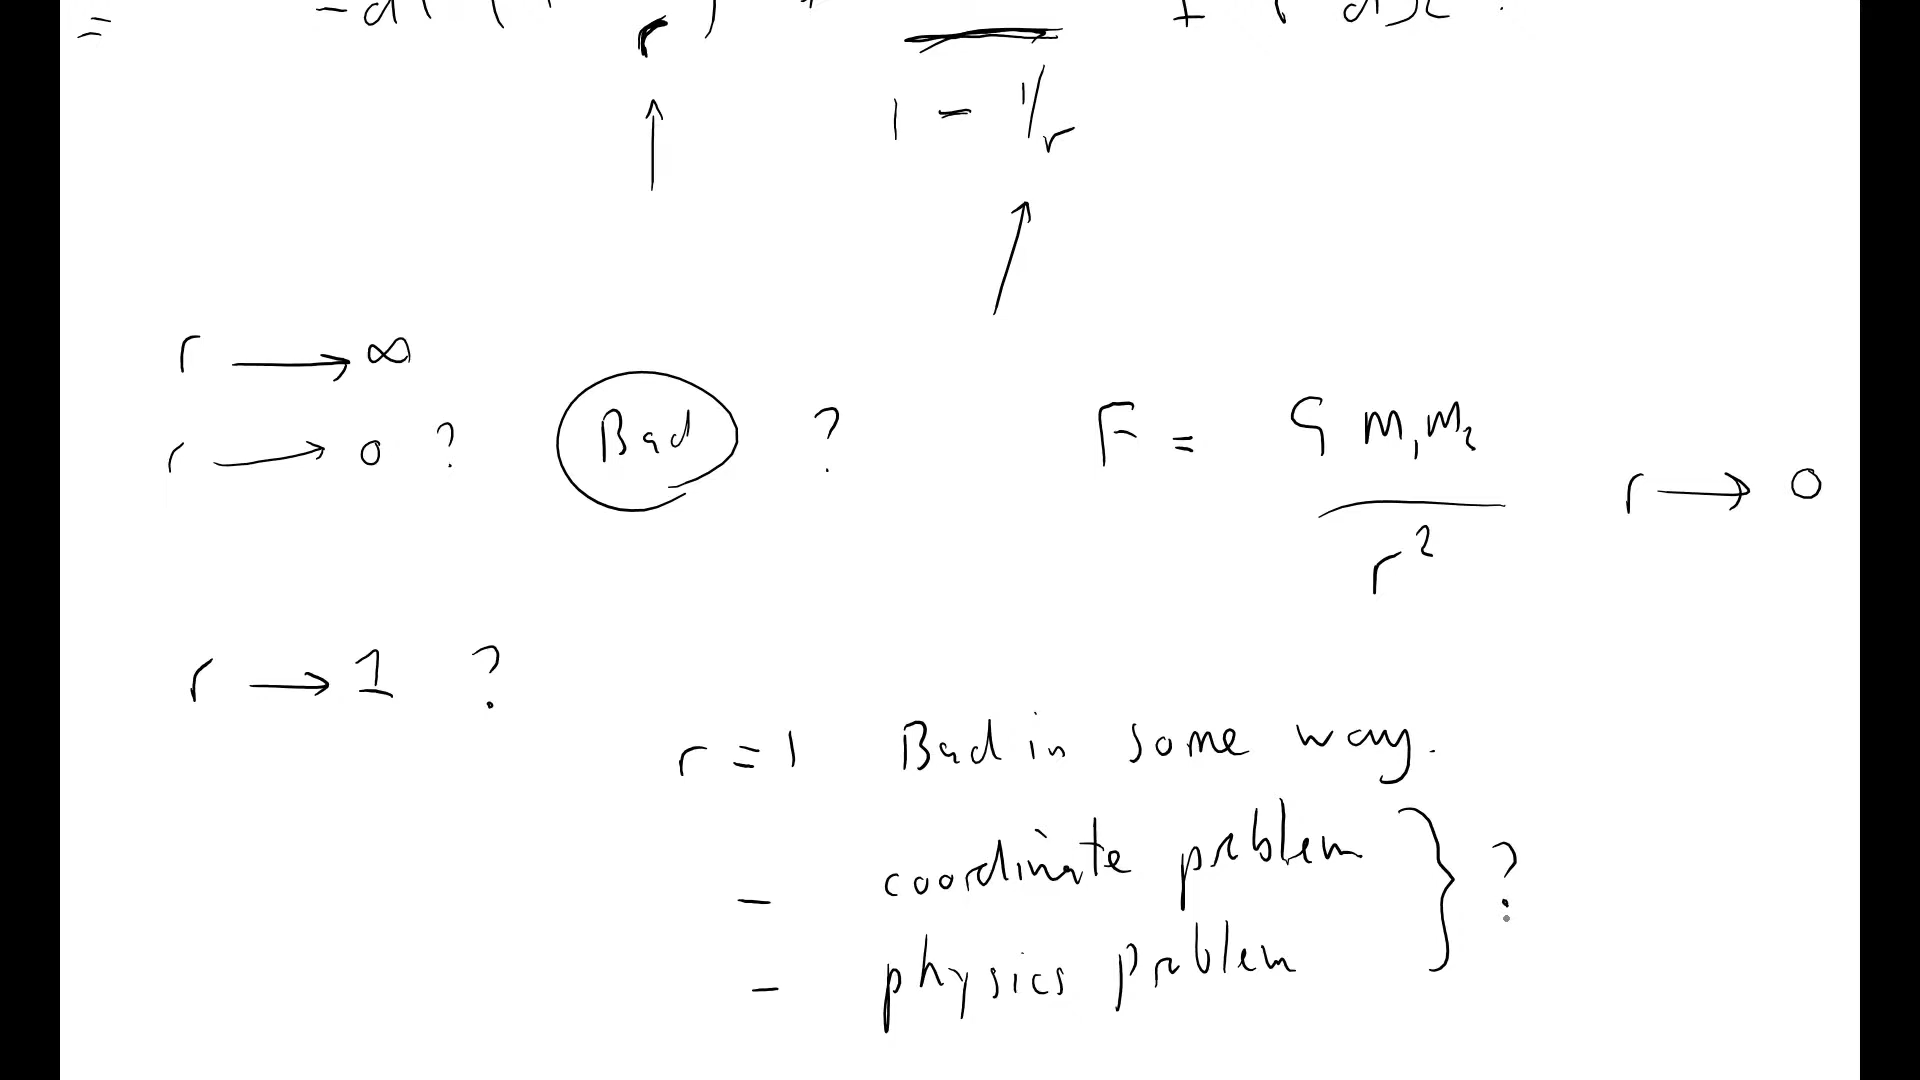 =
r
1 - 1/r
r → ∞
r → 0 ? Bad ? F = G m₁m₂ / r² r → 0
r → 1 ?
r = 1 Bad in some way.
- coordinate problem
- physics problem } ?